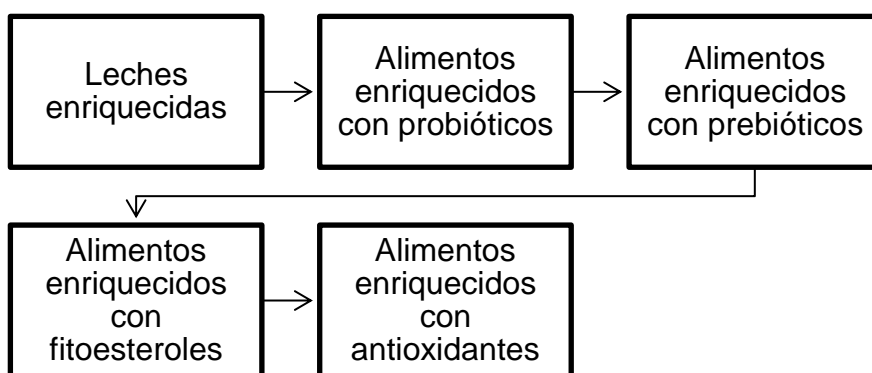 Leches
enriquecidas
Alimentos
enriquecidos
con probióticos
Alimentos
enriquecidos
con prebióticos
Alimentos
enriquecidos
con
fitoesteroles
Alimentos
enriquecidos
con
antioxidantes